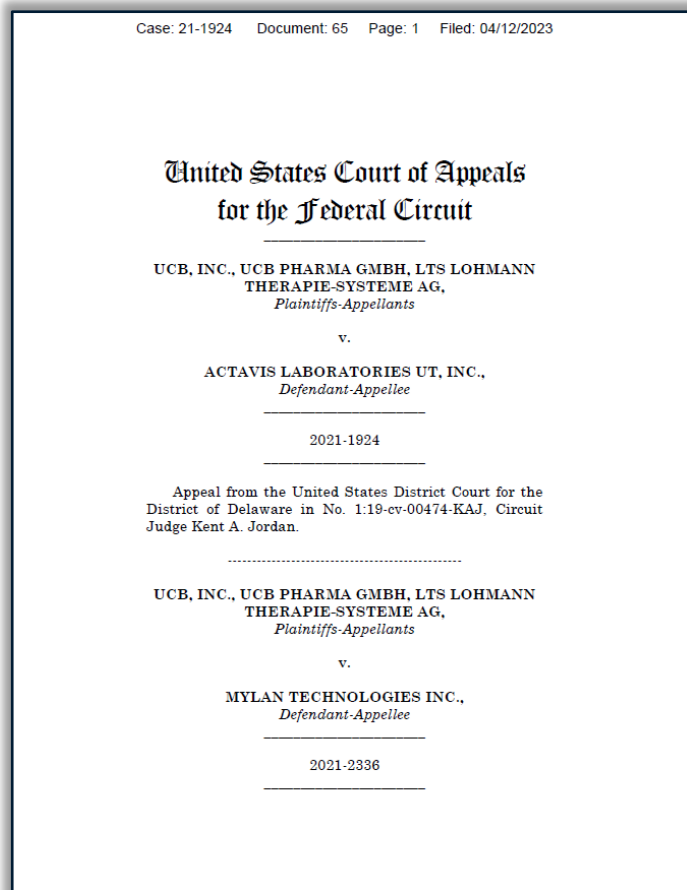 Case: 21-1924 Document: 65 Page: 1 Filed: 04/12/2023
United States Court of Appeals
for the Federal Circuit
______________________
UCB, INC., UCB PHARMA GMBH, LTS LOHMANN
THERAPIE-SYSTEME AG,
Plaintiffs-Appellants
v.
ACTAVIS LABORATORIES UT, INC.,
Defendant-Appellee
______________________
2021-1924
______________________
Appeal from the United States District Court for the
District of Delaware in No. 1:19-cv-00474-KAJ, Circuit
Judge Kent A. Jordan.
------------------------------------------------
UCB, INC., UCB PHARMA GMBH, LTS LOHMANN
THERAPIE-SYSTEME AG,
Plaintiffs-Appellants
v.
MYLAN TECHNOLOGIES INC.,
Defendant-Appellee
______________________
2021-2336
______________________